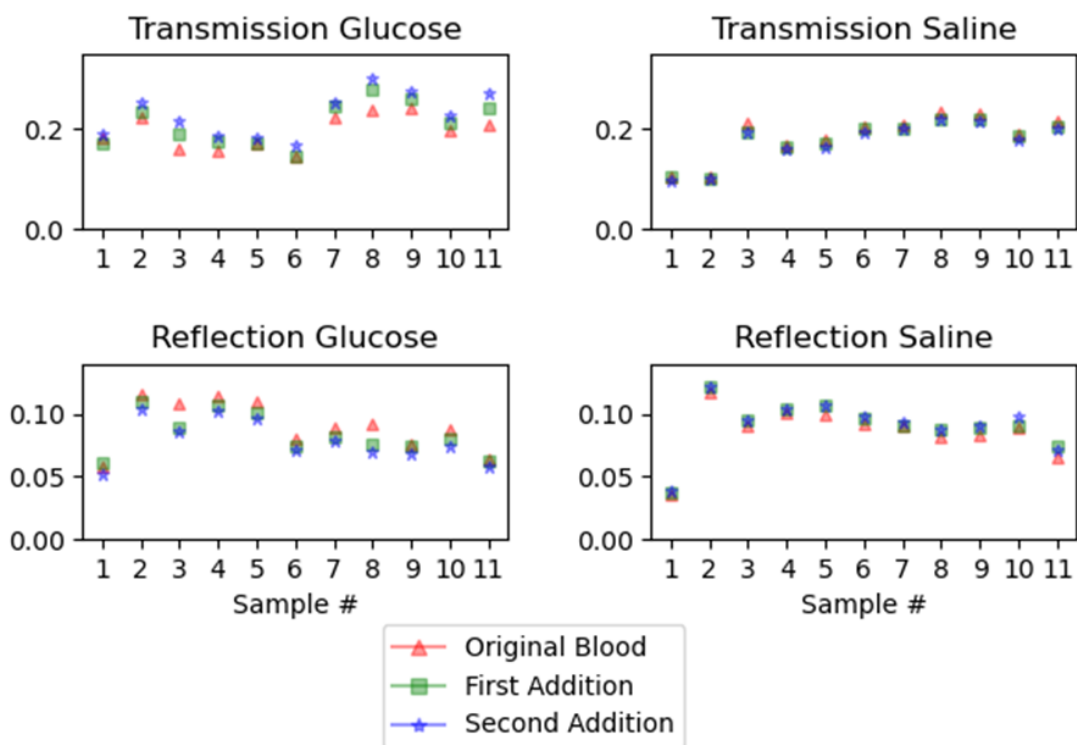 Transmission Glucose
Transmission Saline
0.2
0.0
1 2 3 4 5 6 7 8 9 10 11
0.2
0.0
1 2 3 4 5 6 7 8 9 10 11
Reflection Glucose
Reflection Saline
0.10
0.05
0.00
1 2 3 4 5 6 7 8 9 10 11
Sample #
0.10
0.05
0.00
1 2 3 4 5 6 7 8 9 10 11
Sample #
Original Blood
First Addition
Second Addition